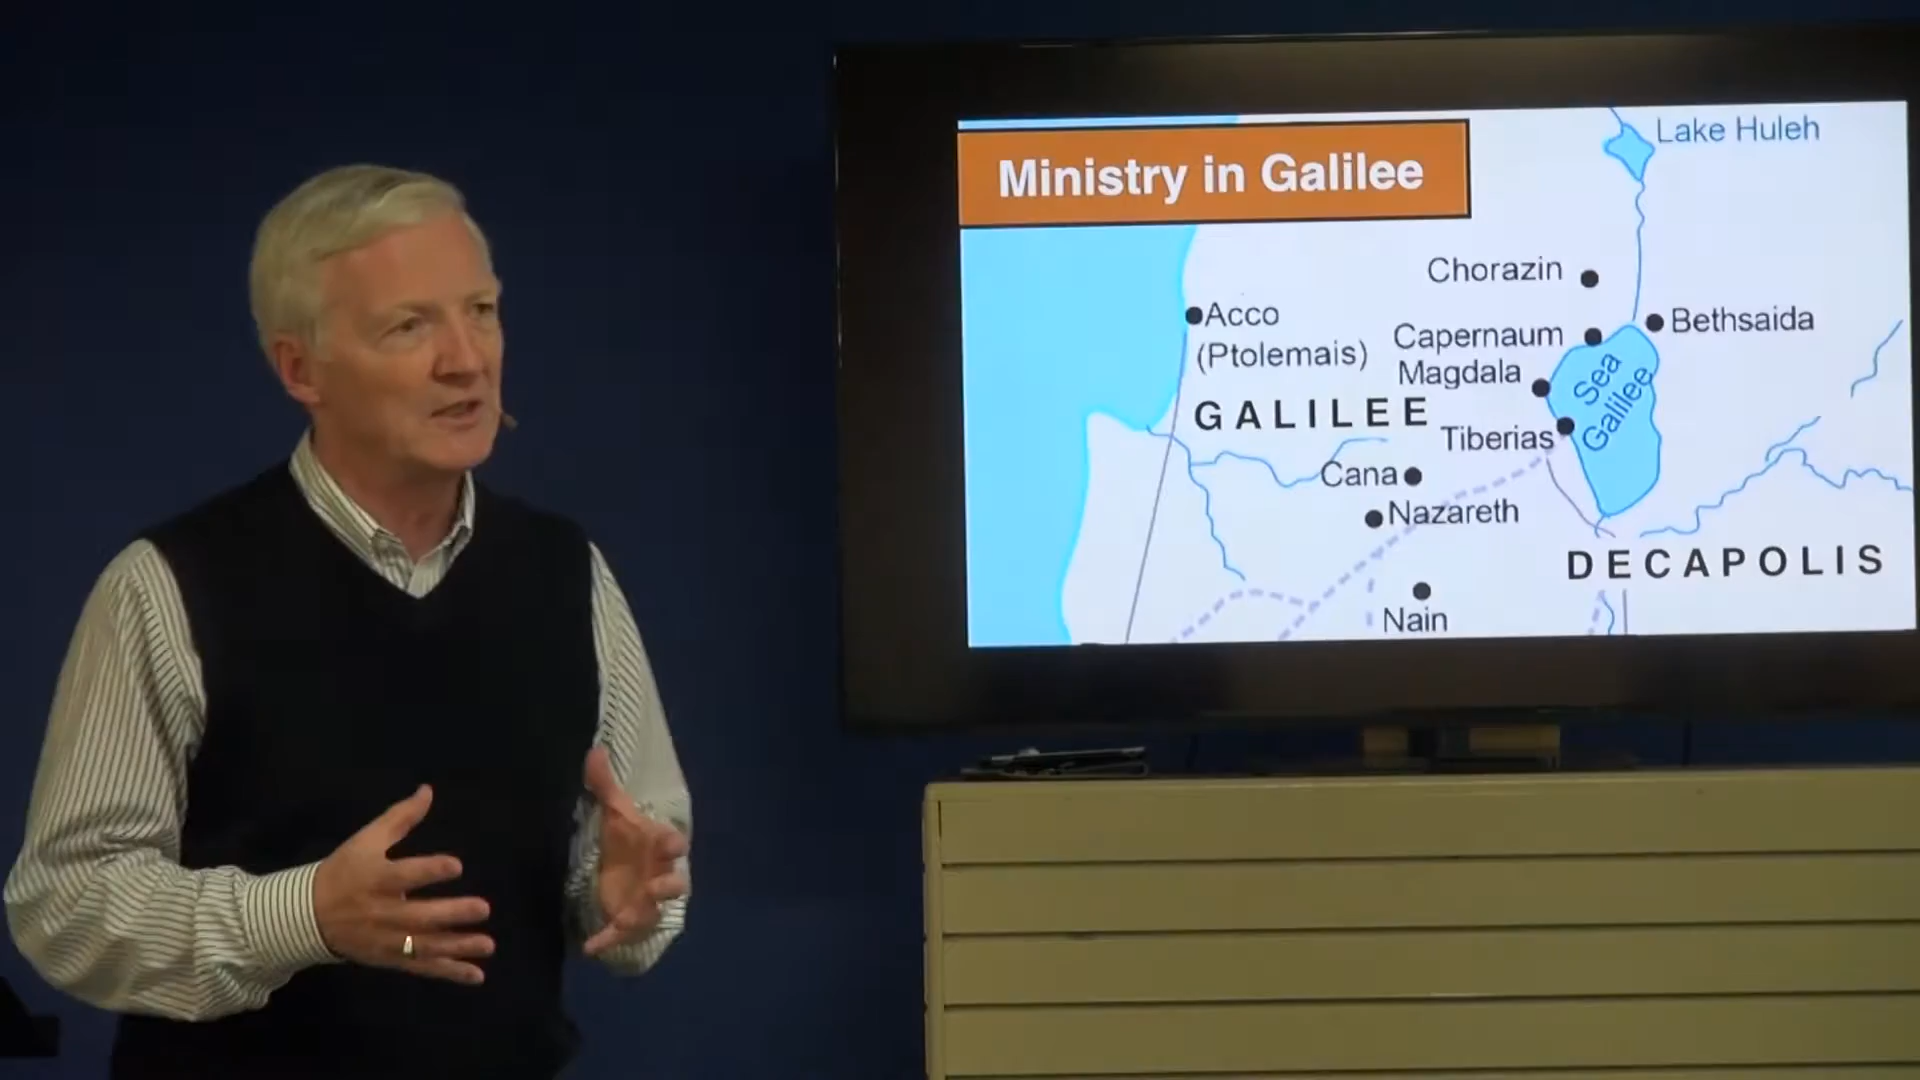 Ministry in Galilee
Lake Huleh
Chorazin
Acco
(Ptolemais)
Capernaum
Bethsaida
Magdala
Sea
Galilee
GALILEE
Tiberias
Cana
Nazareth
DECAPOLIS
Nain